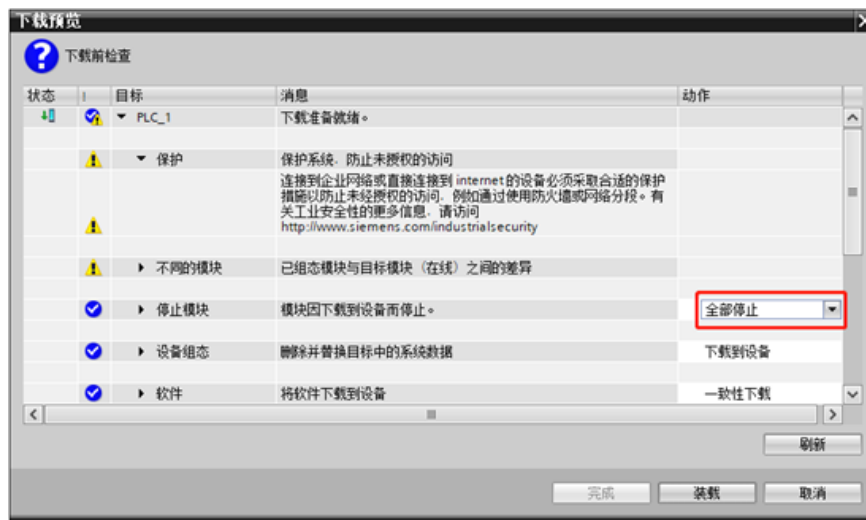 下载预览
下载前检查
状态 ! 目标 消息 动作
PLC_1 下载准备就绪。
保护 保护系统，防止未授权的访问
连接到企业网络或直接连接到 internet 的设备必须采取合适的保护
措施以防止未经授权的访问，例如通过使用防火墙或网络分段。有
关工业安全性的更多信息，请访问
http://www.siemens.com/industrialsecurity
不同的模块 已组态模块与目标模块（在线）之间的差异
停止模块 模块因下载到设备而停止。 全部停止
设备组态 删除并替换目标中的系统数据 下载到设备
软件 将软件下载到设备 一致性下载
刷新
完成 装载 取消